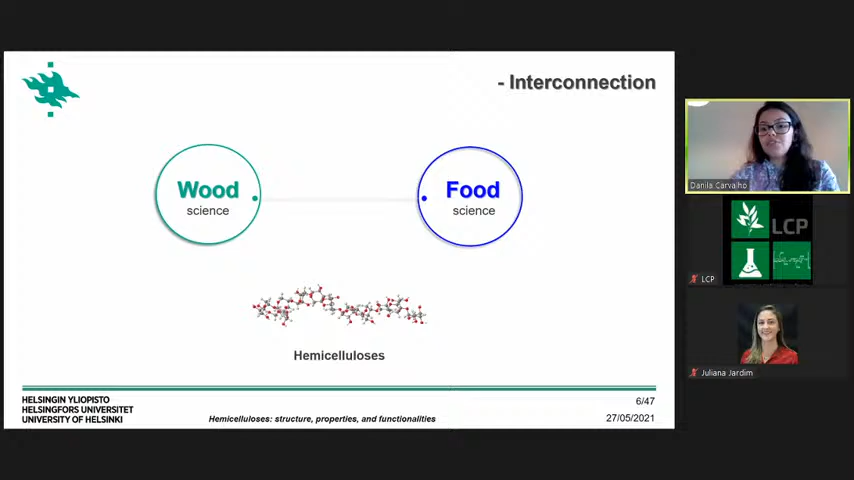 - Interconnection
Wood
science
Food
science
Hemicelluloses
HELSINGIN YLIOPISTO
HELSINGFORS UNIVERSITET
UNIVERSITY OF HELSINKI
Hemicelluloses: structure, properties, and functionalities
6/47
27/05/2021
Danila Carvalho
LCP
LCP
Juliana Jardim